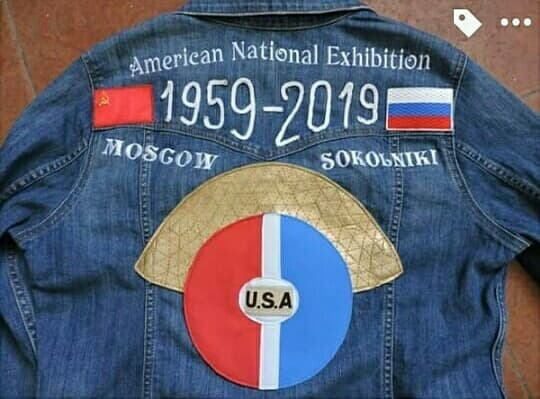 American National Exhibition
1959-2019
MOSCOW SOKOLNIKI
U.S.A